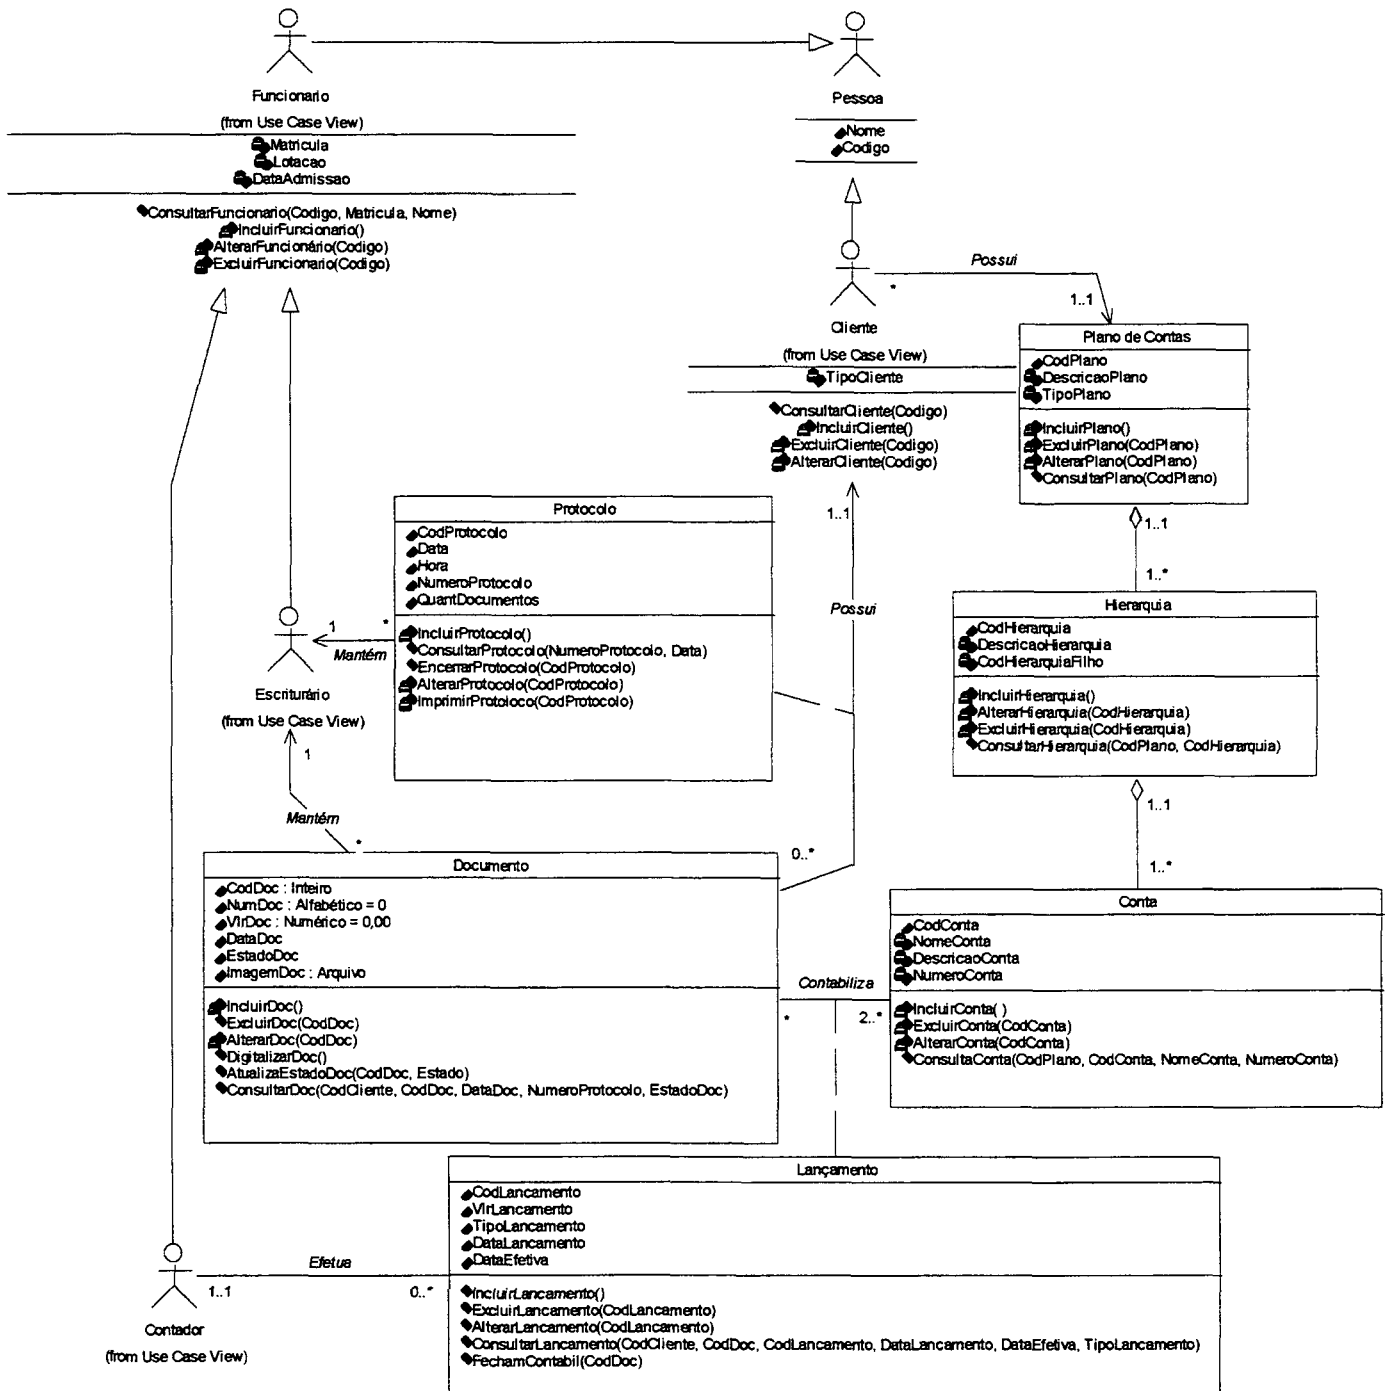 Funcionario
(from Use Case View)
Matricula
Lotacao
DataAdmissao
ConsultarFuncionario(Codigo, Matricula, Nome)
IncluirFuncionario()
AlterarFuncionário(Codigo)
ExcluirFuncionario(Codigo)
Pessoa
Nome
Codigo
Possui
*
1..1
Cliente
(from Use Case View)
TipoCliente
ConsultarCliente(Codigo)
IncluirCliente()
ExcluirCliente(Codigo)
AlterarCliente(Codigo)
Plano de Contas
CodPlano
DescricaoPlano
TipoPlano
IncluirPlano()
ExcluirPlano(CodPlano)
AlterarPlano(CodPlano)
ConsultarPlano(CodPlano)
1..1
1..*
Protocolo
CodProtocolo
Data
Hora
NumeroProtocolo
QuantDocumentos
IncluirProtocolo()
ConsultarProtocolo(NumeroProtocolo, Data)
EncerrarProtocolo(CodProtocolo)
AlterarProtocolo(CodProtocolo)
ImprimirProtoloco(CodProtocolo)
1..1
Possui
0..*
1
*
Mantém
Escriturário
(from Use Case View)
1
Mantém
*
Hierarquia
CodHierarquia
DescricaoHierarquia
CodHierarquiaFilho
IncluirHierarquia()
AlterarHierarquia(CodHierarquia)
ExcluirHierarquia(CodHierarquia)
ConsultarHierarquia(CodPlano, CodHierarquia)
1..1
1..*
Documento
CodDoc : Inteiro
NumDoc : Alfabético = 0
VlrDoc : Numérico = 0,00
DataDoc
EstadoDoc
ImagemDoc : Arquivo
IncluirDoc()
ExcluirDoc(CodDoc)
AlterarDoc(CodDoc)
DigitalizarDoc()
AtualizaEstadoDoc(CodDoc, Estado)
ConsultarDoc(CodCliente, CodDoc, DataDoc, NumeroProtocolo, EstadoDoc)
Contabiliza
*
2..*
Conta
CodConta
NomeConta
DescricaoConta
NumeroConta
IncluirConta( )
ExcluirConta(CodConta)
AlterarConta(CodConta)
ConsultaConta(CodPlano, CodConta, NomeConta, NumeroConta)
Lançamento
CodLancamento
VlrLancamento
TipoLancamento
DataLancamento
DataEfetiva
IncluirLancamento()
ExcluirLancamento(CodLancamento)
AlterarLancamento(CodLancamento)
ConsultarLancamento(CodCliente, CodDoc, CodLancamento, DataLancamento, DataEfetiva, TipoLancamento)
FechamContabil(CodDoc)
Efetua
1..1
0..*
Contador
(from Use Case View)